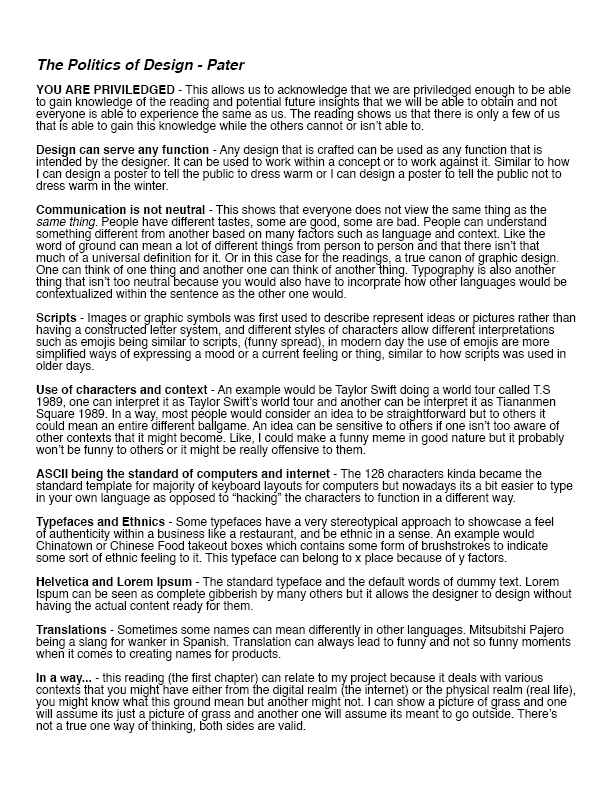 The Politics of Design - Pater
YOU ARE PRIVILEDGED - This allows us to acknowledge that we are priviledged enough to be able
to gain knowledge of the reading and potential future insights that we will be able to obtain and not
everyone is able to experience the same as us. The reading shows us that there is only a few of us
that is able to gain this knowledge while the others cannot or isn't able to.
Design can serve any function - Any design that is crafted can be used as any function that is
intended by the designer. It can be used to work within a concept or to work against it. Similar to how
I can design a poster to tell the public to dress warm or I can design a poster to tell the public not to
dress warm in the winter.
Communication is not neutral - This shows that everyone does not view the same thing as the
same thing. People have different tastes, some are good, some are bad. People can understand
something different from another based on many factors such as language and context. Like the
word of ground can mean a lot of different things from person to person and that there isn't that
much of a universal definition for it. Or in this case for the readings, a true canon of graphic design.
One can think of one thing and another one can think of another thing. Typography is also another
thing that isn't too neutral because you would also have to incorprate how other languages would be
contextualized within the sentence as the other one would.
Scripts - Images or graphic symbols was first used to describe represent ideas or pictures rather than
having a constructed letter system, and different styles of characters allow different interpretations
such as emojis being similar to scripts, (funny spread), in modern day the use of emojis are more
simplified ways of expressing a mood or a current feeling or thing, similar to how scripts was used in
older days.
Use of characters and context - An example would be Taylor Swift doing a world tour called T.S
1989, one can interpret it as Taylor Swift's world tour and another can be interpret it as Tiananmen
Square 1989. In a way, most people would consider an idea to be straightforward but to others it
could mean an entire different ballgame. An idea can be sensitive to others if one isn't too aware of
other contexts that it might become. Like, I could make a funny meme in good nature but it probably
won't be funny to others or it might be really offensive to them.
ASCII being the standard of computers and internet - The 128 characters kinda became the
standard template for majority of keyboard layouts for computers but nowadays its a bit easier to type
in your own language as opposed to "hacking" the characters to function in a different way.
Typefaces and Ethnics - Some typefaces have a very stereotypical approach to showcase a feel
of authenticity within a business like a restaurant, and be ethnic in a sense. An example would
Chinatown or Chinese Food takeout boxes which contains some form of brushstrokes to indicate
some sort of ethnic feeling to it. This typeface can belong to x place because of y factors.
Helvetica and Lorem Ipsum - The standard typeface and the default words of dummy text. Lorem
Ispum can be seen as complete gibberish by many others but it allows the designer to design without
having the actual content ready for them.
Translations - Sometimes some names can mean differently in other languages. Mitsubitshi Pajero
being a slang for wanker in Spanish. Translation can always lead to funny and not so funny moments
when it comes to creating names for products.
In a way... - this reading (the first chapter) can relate to my project because it deals with various
contexts that you might have either from the digital realm (the internet) or the physical realm (real life),
you might know what this ground mean but another might not. I can show a picture of grass and one
will assume its just a picture of grass and another one will assume its meant to go outside. There's
not a true one way of thinking, both sides are valid.